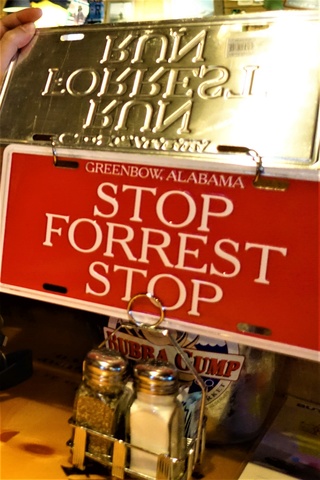 RUN
FORREST
RUN
GREENBOW, ALABAMA
STOP
FORREST
STOP
BUBBA GUMP